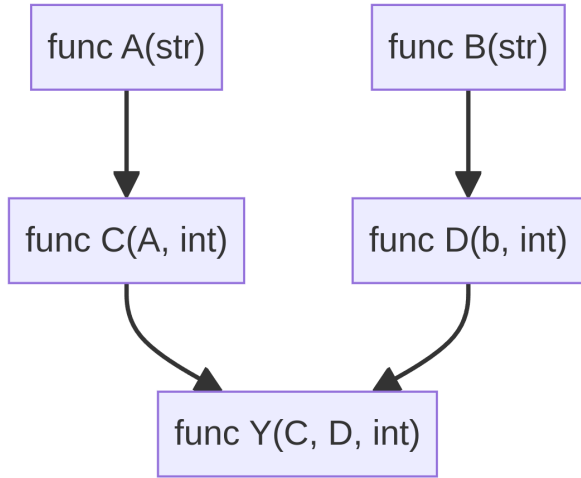 func A(str)
func B(str)
func C(A, int)
func D(b, int)
func Y(C, D, int)